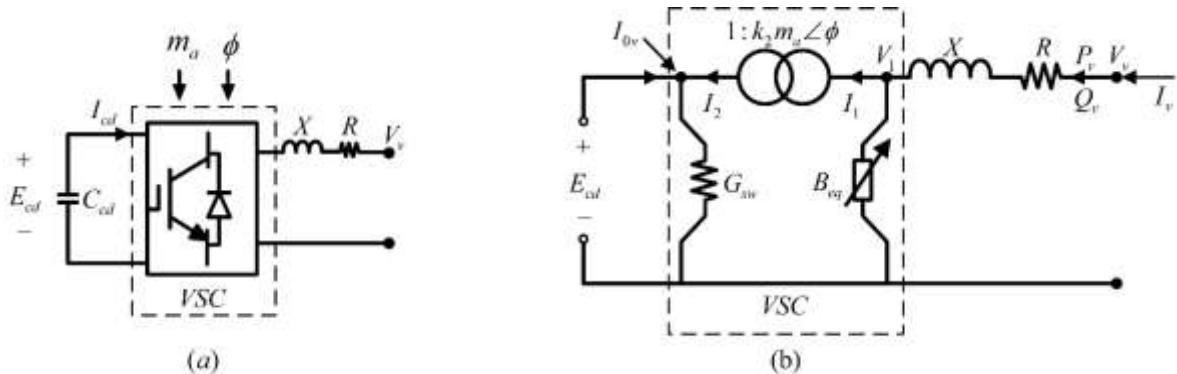 m_a ϕ
I_cd
X R
V_v
+
E_cd C_cd
−
VSC
(a)
I_0v
1:k_2 m_a∠ϕ
V_1 X R P_v V_v
I_2 I_1 Q_v I_v
+
E_cd G_sw B_eq
−
VSC
(b)